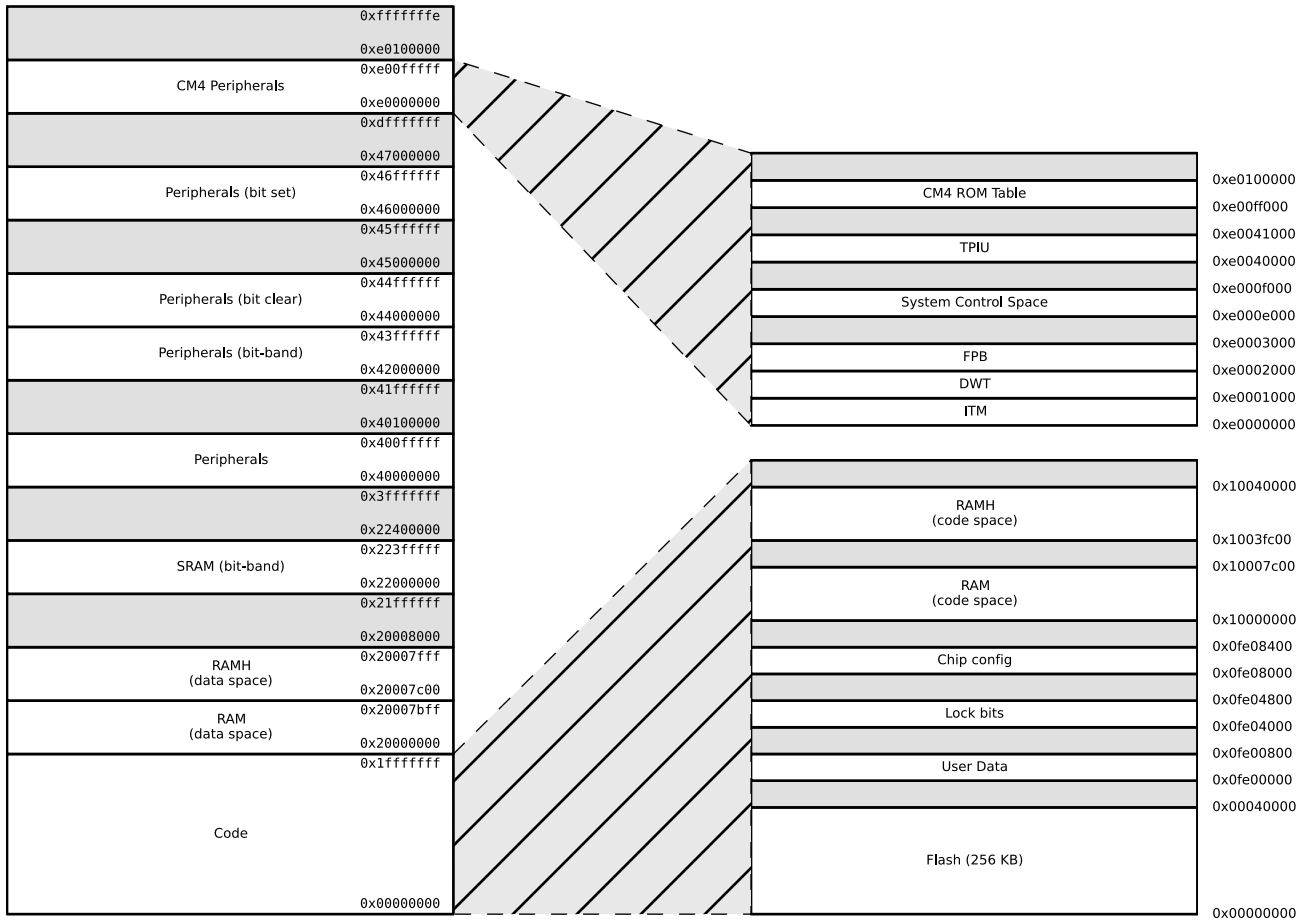 0xfffffffe
0xe0100000
0xe00fffff
CM4 Peripherals
0xe0000000
0xdfffffff
0x47000000
0x46ffffff
Peripherals (bit set)
0x46000000
0x45ffffff
0x45000000
0x44ffffff
Peripherals (bit clear)
0x44000000
0x43ffffff
Peripherals (bit-band)
0x42000000
0x41ffffff
0x40100000
0x400fffff
Peripherals
0x40000000
0x3fffffff
0x22400000
0x223fffff
SRAM (bit-band)
0x22000000
0x21ffffff
0x20008000
0x20007fff
RAMH
(data space)
0x20007c00
0x20007bff
RAM
(data space)
0x20000000
0x1fffffff
Code
0x00000000
0xe0100000
CM4 ROM Table
0xe00ff000
0xe0041000
TPIU
0xe0040000
0xe000f000
System Control Space
0xe000e000
0xe0003000
FPB
0xe0002000
DWT
0xe0001000
ITM
0xe0000000
0x10040000
RAMH
(code space)
0x1003fc00
0x10007c00
RAM
(code space)
0x10000000
0x0fe08400
Chip config
0x0fe08000
0x0fe04800
Lock bits
0x0fe04000
0x0fe00800
User Data
0x0fe00000
0x00040000
Flash (256 KB)
0x00000000